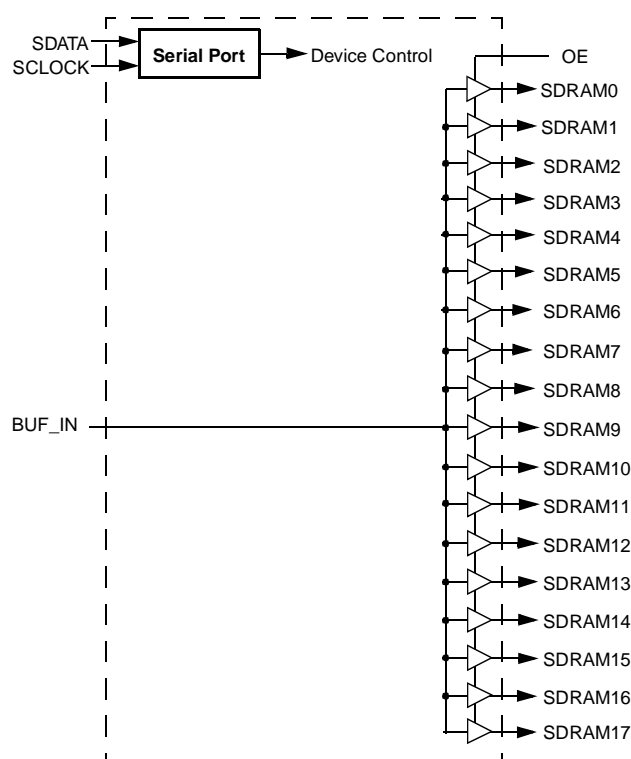 SDATA
SCLOCK
Serial Port
Device Control
OE
SDRAM0
SDRAM1
SDRAM2
SDRAM3
SDRAM4
SDRAM5
SDRAM6
SDRAM7
SDRAM8
BUF_IN
SDRAM9
SDRAM10
SDRAM11
SDRAM12
SDRAM13
SDRAM14
SDRAM15
SDRAM16
SDRAM17